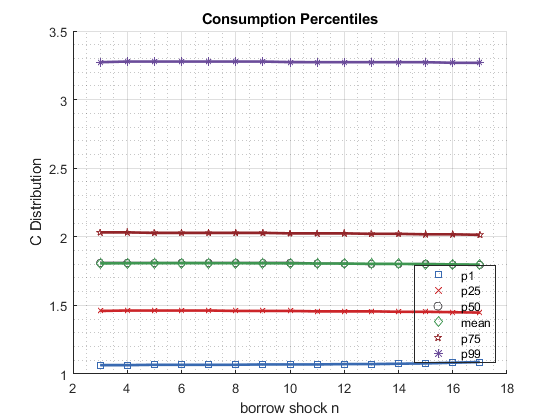 Consumption Percentiles
3.5
3
2.5
2
1.5
1
C Distribution
2
4
6
8
10
12
14
16
18
borrow shock n
p1
p25
p50
mean
p75
p99